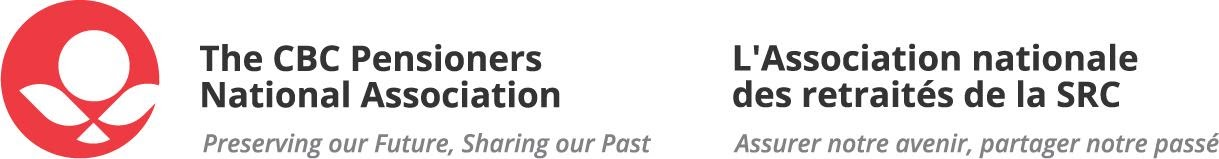 The CBC Pensioners
National Association
Preserving our Future, Sharing our Past
L'Association nationale
des retraités de la SRC
Assurer notre avenir, partager notre passé